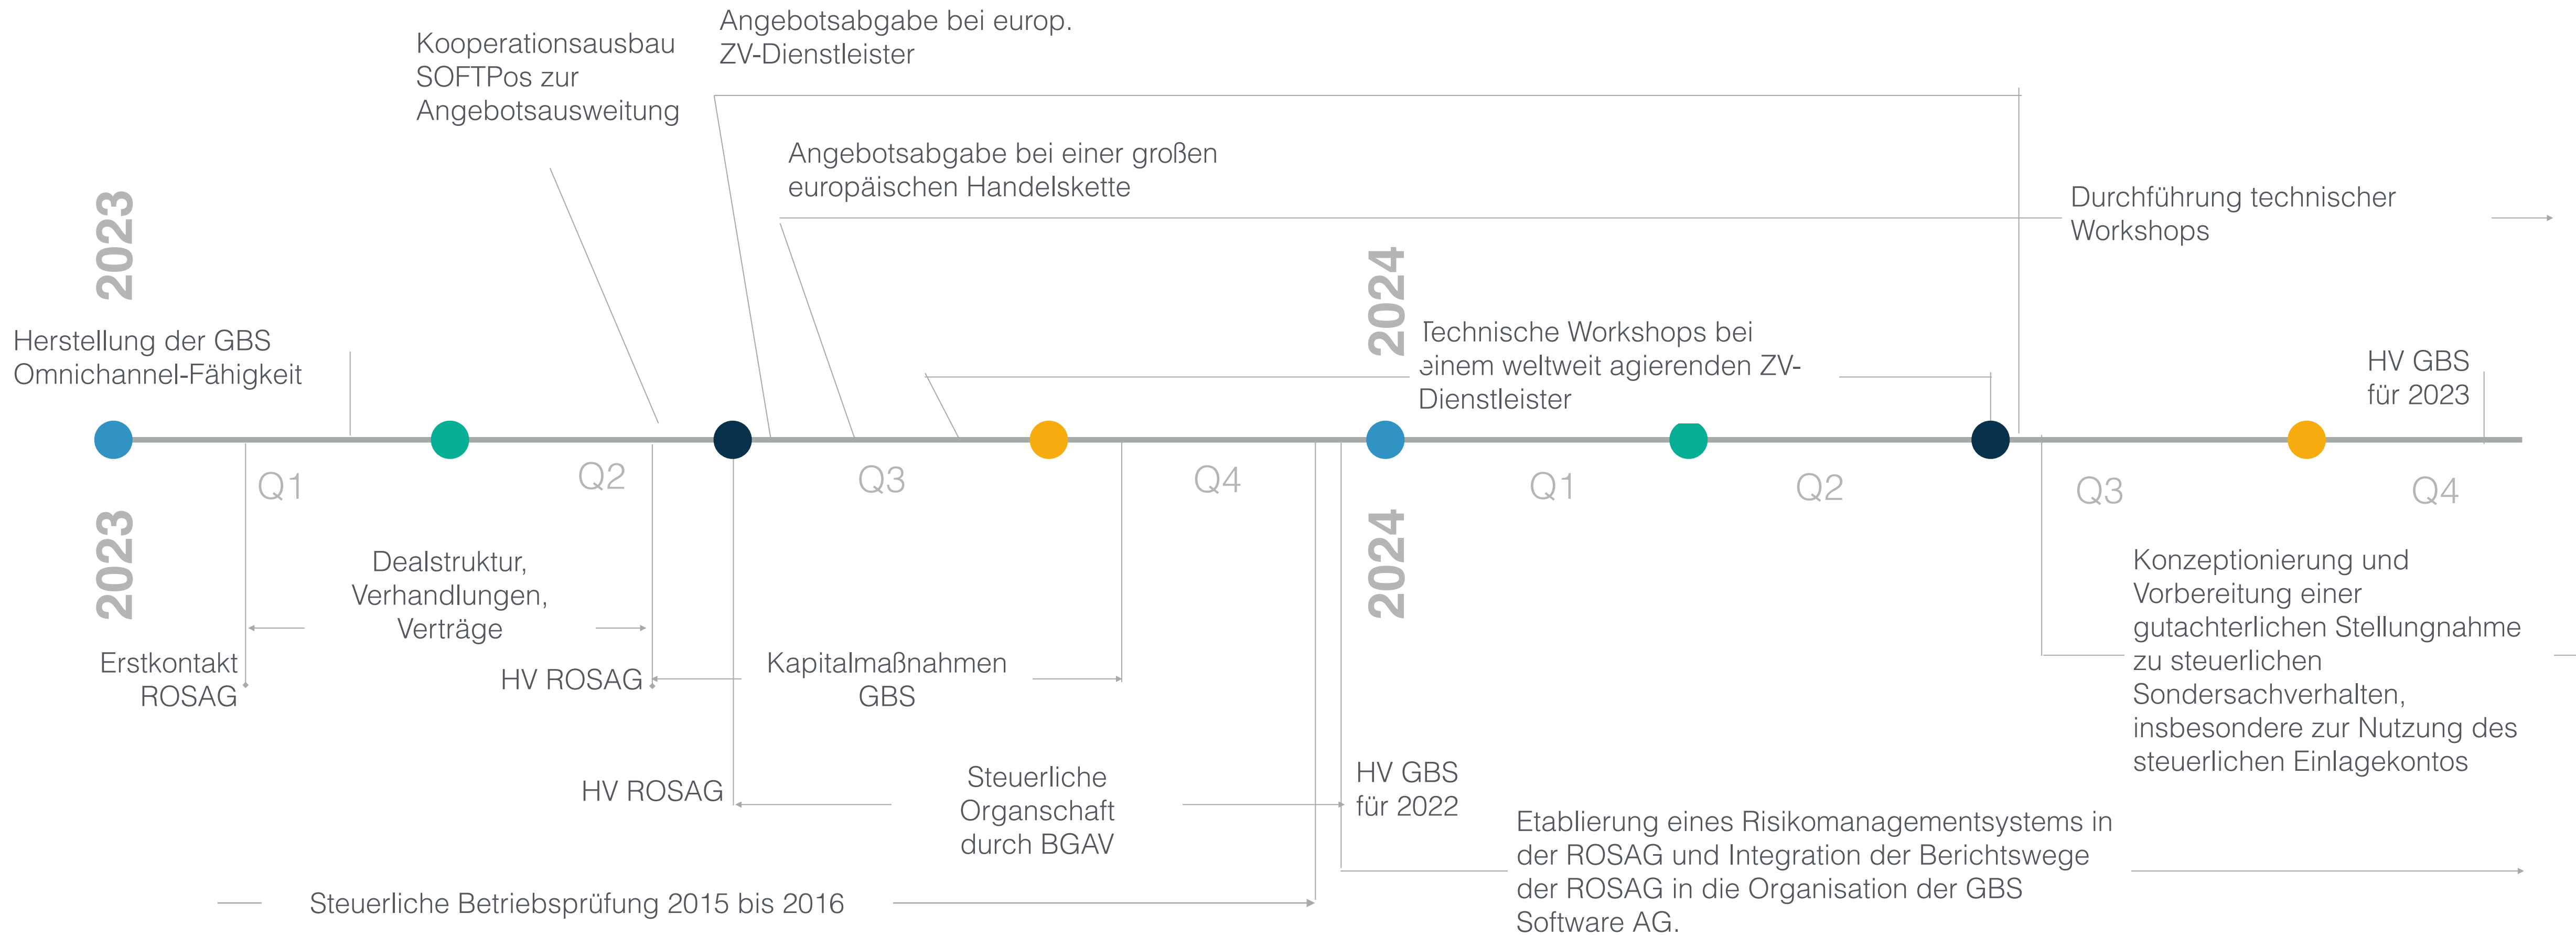 Angebotsabgabe bei europ.
ZV-Dienstleister
Kooperationsausbau
SOFTPos zur
Angebotsausweitung
Angebotsabgabe bei einer großen
europäischen Handelskette
Durchführung technischer
Workshops
2023
2024
Herstellung der GBS
Omnichannel-Fähigkeit
Technische Workshops bei
einem weltweit agierenden ZV-
Dienstleister
HV GBS
für 2023
Q1
Q2
Q3
Q4
Q1
Q2
Q3
Q4
2023
2024
Dealstruktur,
Verhandlungen,
Verträge
Erstkontakt
ROSAG
HV ROSAG
Kapitalmaßnahmen
GBS
Konzeptionierung und
Vorbereitung einer
gutachterlichen Stellungnahme
zu steuerlichen
Sondersachverhalten,
insbesondere zur Nutzung des
steuerlichen Einlagekontos
HV ROSAG
Steuerliche
Organschaft
durch BGAV
HV GBS
für 2022
Etablierung eines Risikomanagementsystems in
der ROSAG und Integration der Berichtswege
der ROSAG in die Organisation der GBS
Software AG.
Steuerliche Betriebsprüfung 2015 bis 2016